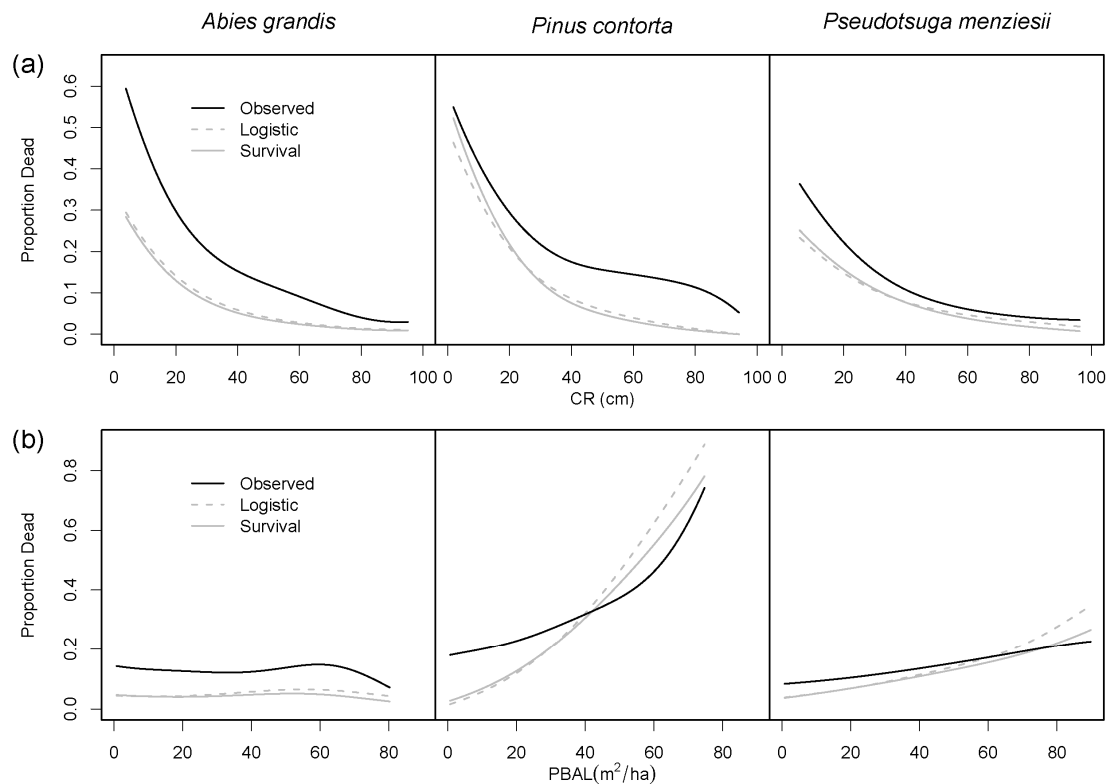 Abies grandis
Pinus contorta
Pseudotsuga menziesii
(a)
Proportion Dead
0.6
0.5
0.4
0.3
0.2
0.1
0.0
Observed
Logistic
Survival
0 20 40 60 80 100
0 20 40 60 80 100
0 20 40 60 80 100
CR (cm)
(b)
Proportion Dead
0.8
0.6
0.4
0.2
0.0
Observed
Logistic
Survival
0 20 40 60 80
0 20 40 60 80
0 20 40 60 80
PBAL(m²/ha)